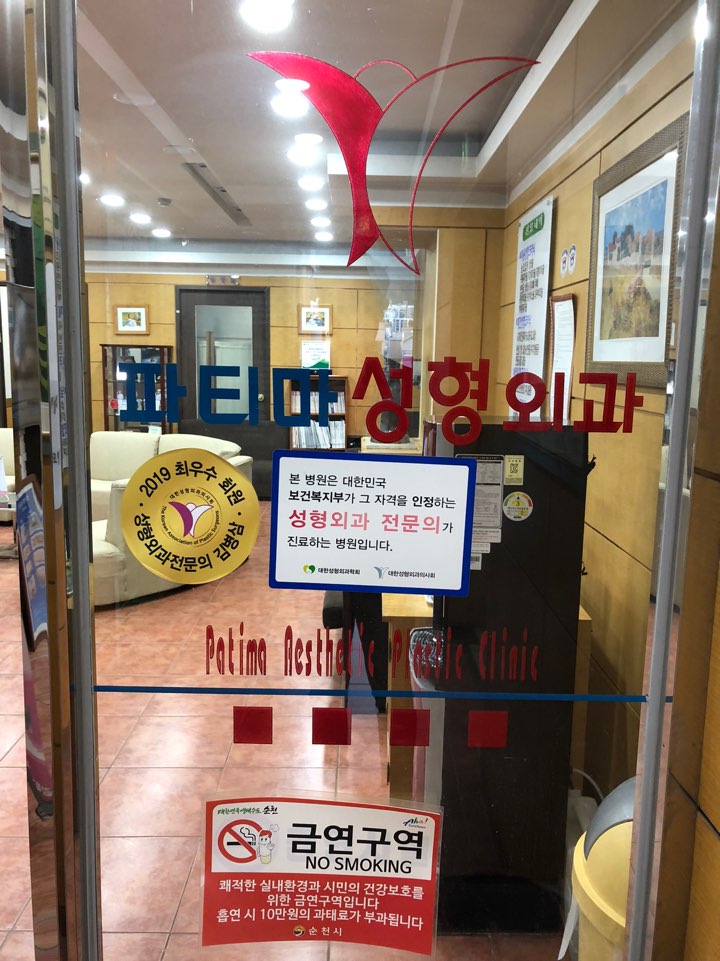 파티마성형외과
2019 최우수 회원
대한성형외과의사회
The Korean Association of Plastic Surgeons
성형외과전문의 김병삼
본 병원은 대한민국
보건복지부가 그 자격을 인정하는
성형외과 전문의가
진료하는 병원입니다.
대한성형외과학회 대한성형외과의사회
Patima Aesthetic Plastic Clinic
대한민국 생태수도 순천
금연구역
NO SMOKING
쾌적한 실내환경과 시민의 건강보호를
위한 금연구역입니다
흡연 시 10만원의 과태료가 부과됩니다
순천시